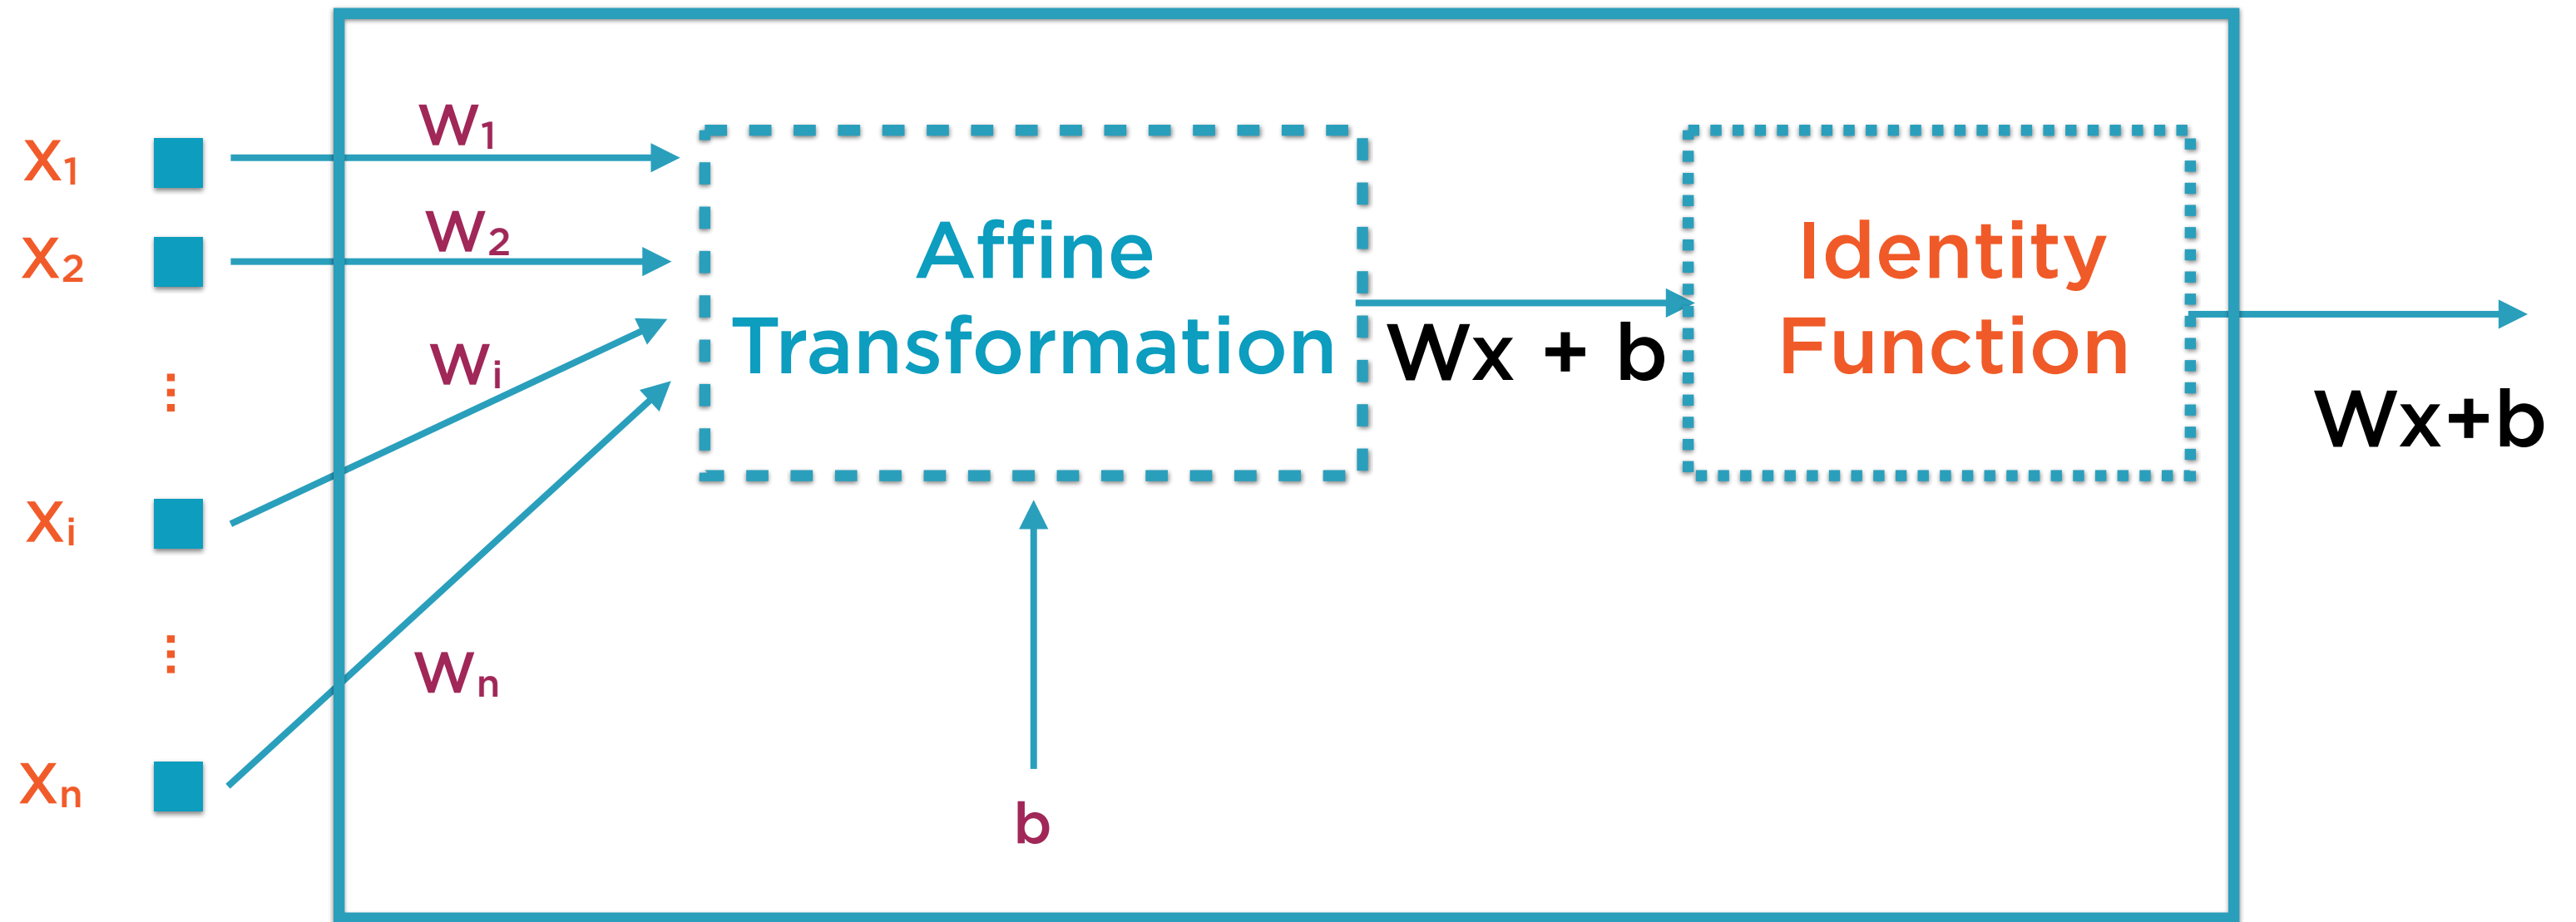 X₁
W₁
X₂
W₂
⋮
Wᵢ
Xᵢ
⋮
Wₙ
Xₙ
Affine
Transformation
b
Wx + b
Identity
Function
Wx+b